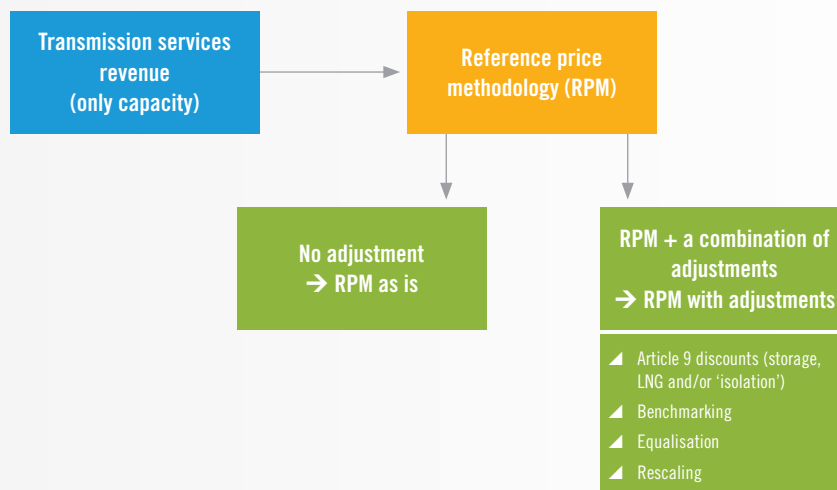 Transmission services
revenue
(only capacity)
Reference price
methodology (RPM)
No adjustment
→ RPM as is
RPM + a combination of
adjustments
→ RPM with adjustments
Article 9 discounts (storage,
LNG and/or ‘isolation’)
Benchmarking
Equalisation
Rescaling